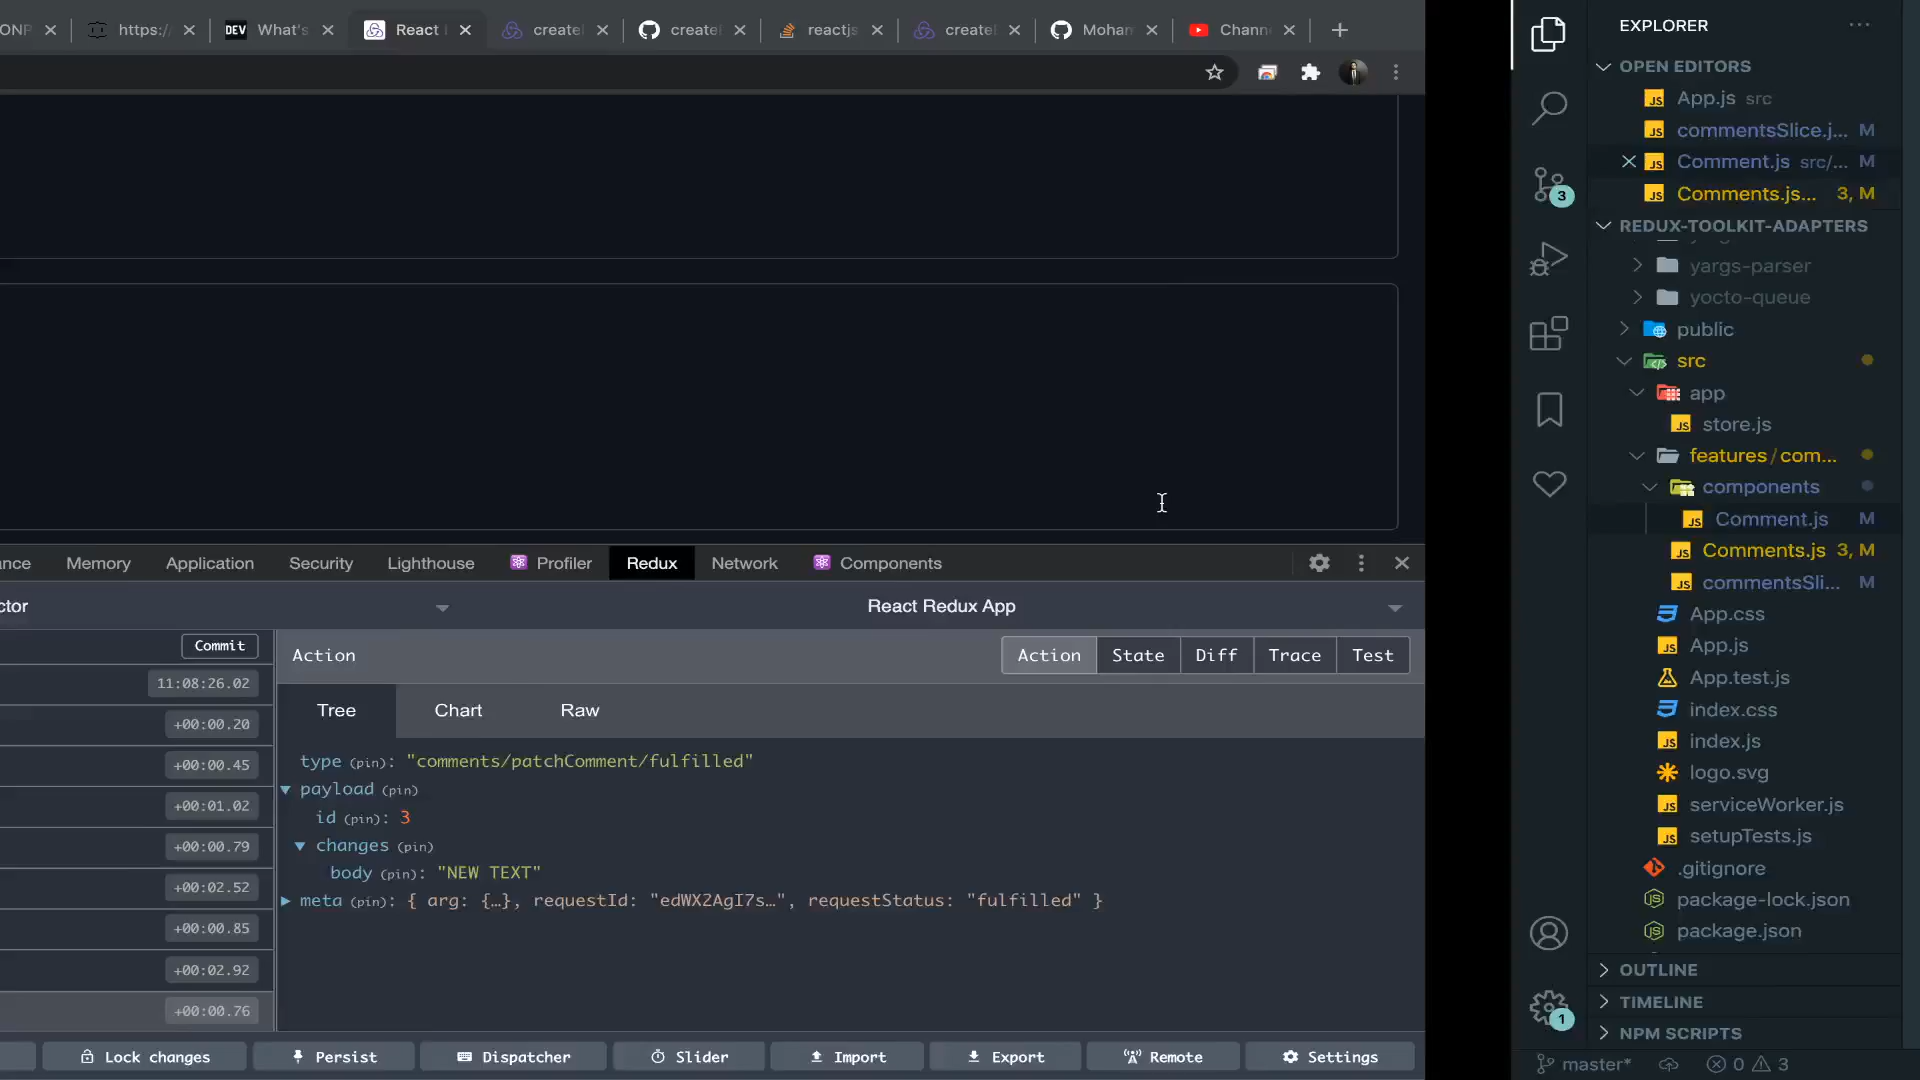 ONP
https:/
DEV What's
React
create
create
reactjs
create
Moham
Chann
nce
Memory
Application
Security
Lighthouse
Profiler
Redux
Network
Components
ctor
React Redux App
Commit
11:08:26.02
+00:00.20
+00:00.45
+00:01.02
+00:00.79
+00:02.52
+00:00.85
+00:02.92
+00:00.76
Action
Action
State
Diff
Trace
Test
Tree
Chart
Raw
type (pin): "comments/patchComment/fulfilled"
payload (pin)
id (pin): 3
changes (pin)
body (pin): "NEW TEXT"
meta (pin): { arg: {…}, requestId: "edWX2AgI7s…", requestStatus: "fulfilled" }
Lock changes
Persist
Dispatcher
Slider
Import
Export
Remote
Settings
EXPLORER
OPEN EDITORS
App.js src
commentsSlice.j... M
Comment.js src/... M
Comments.js... 3, M
REDUX-TOOLKIT-ADAPTERS
yargs-parser
yocto-queue
public
src
app
store.js
features/com...
components
Comment.js M
Comments.js 3, M
commentsSli... M
App.css
App.js
App.test.js
index.css
index.js
logo.svg
serviceWorker.js
setupTests.js
.gitignore
package-lock.json
package.json
OUTLINE
TIMELINE
NPM SCRIPTS
3
1
master*
0
3